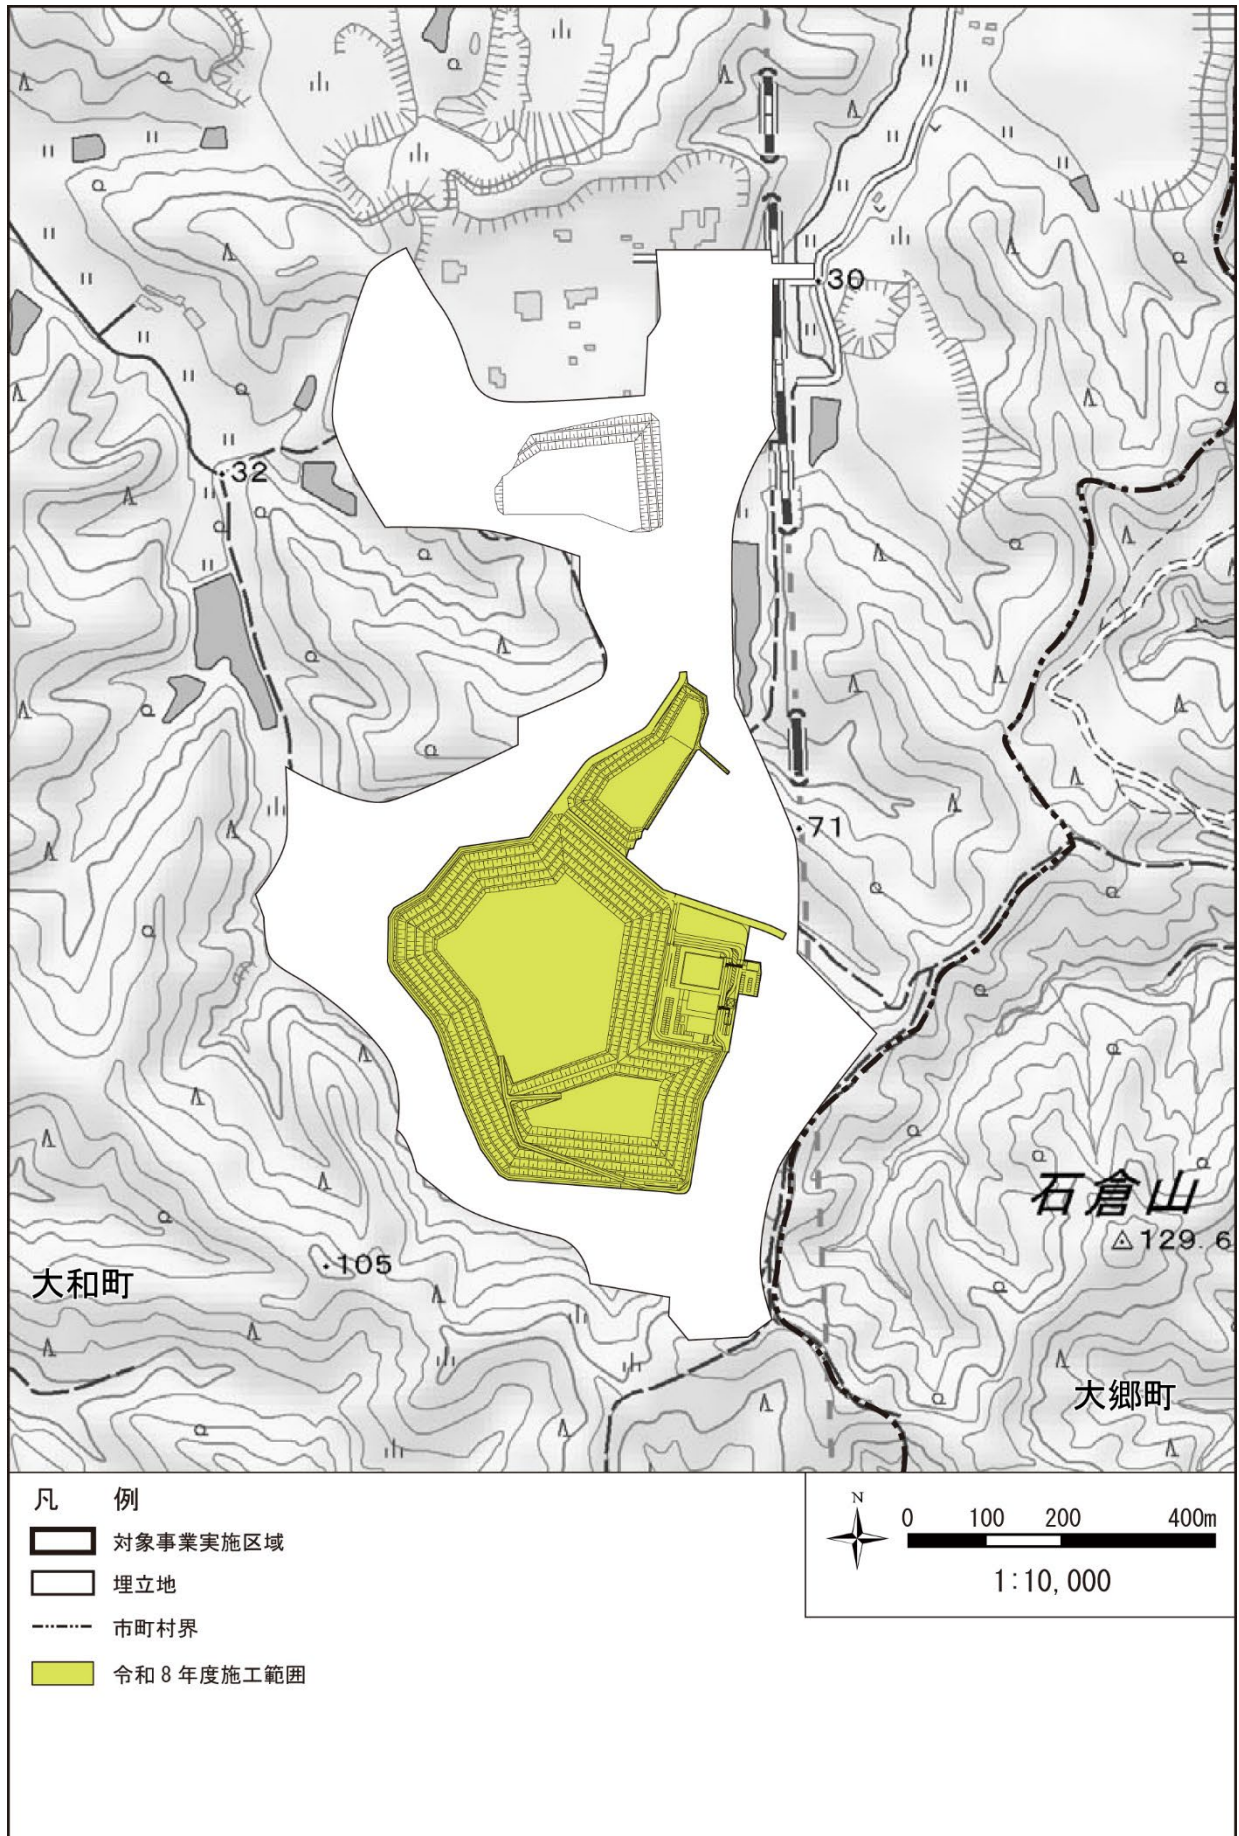 30
32
71
石倉山
129.6
105
大和町
大郷町
凡 例
対象事業実施区域
埋立地
市町村界
令和8年度施工範囲
N
0 100 200 400m
1:10,000